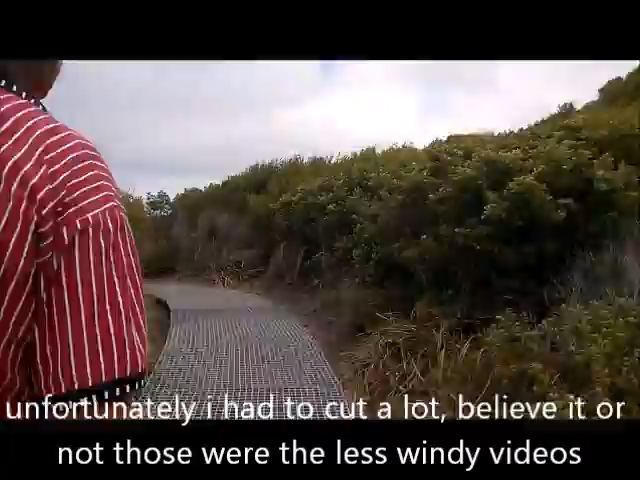 unfortunately i had to cut a lot, believe it or
not those were the less windy videos